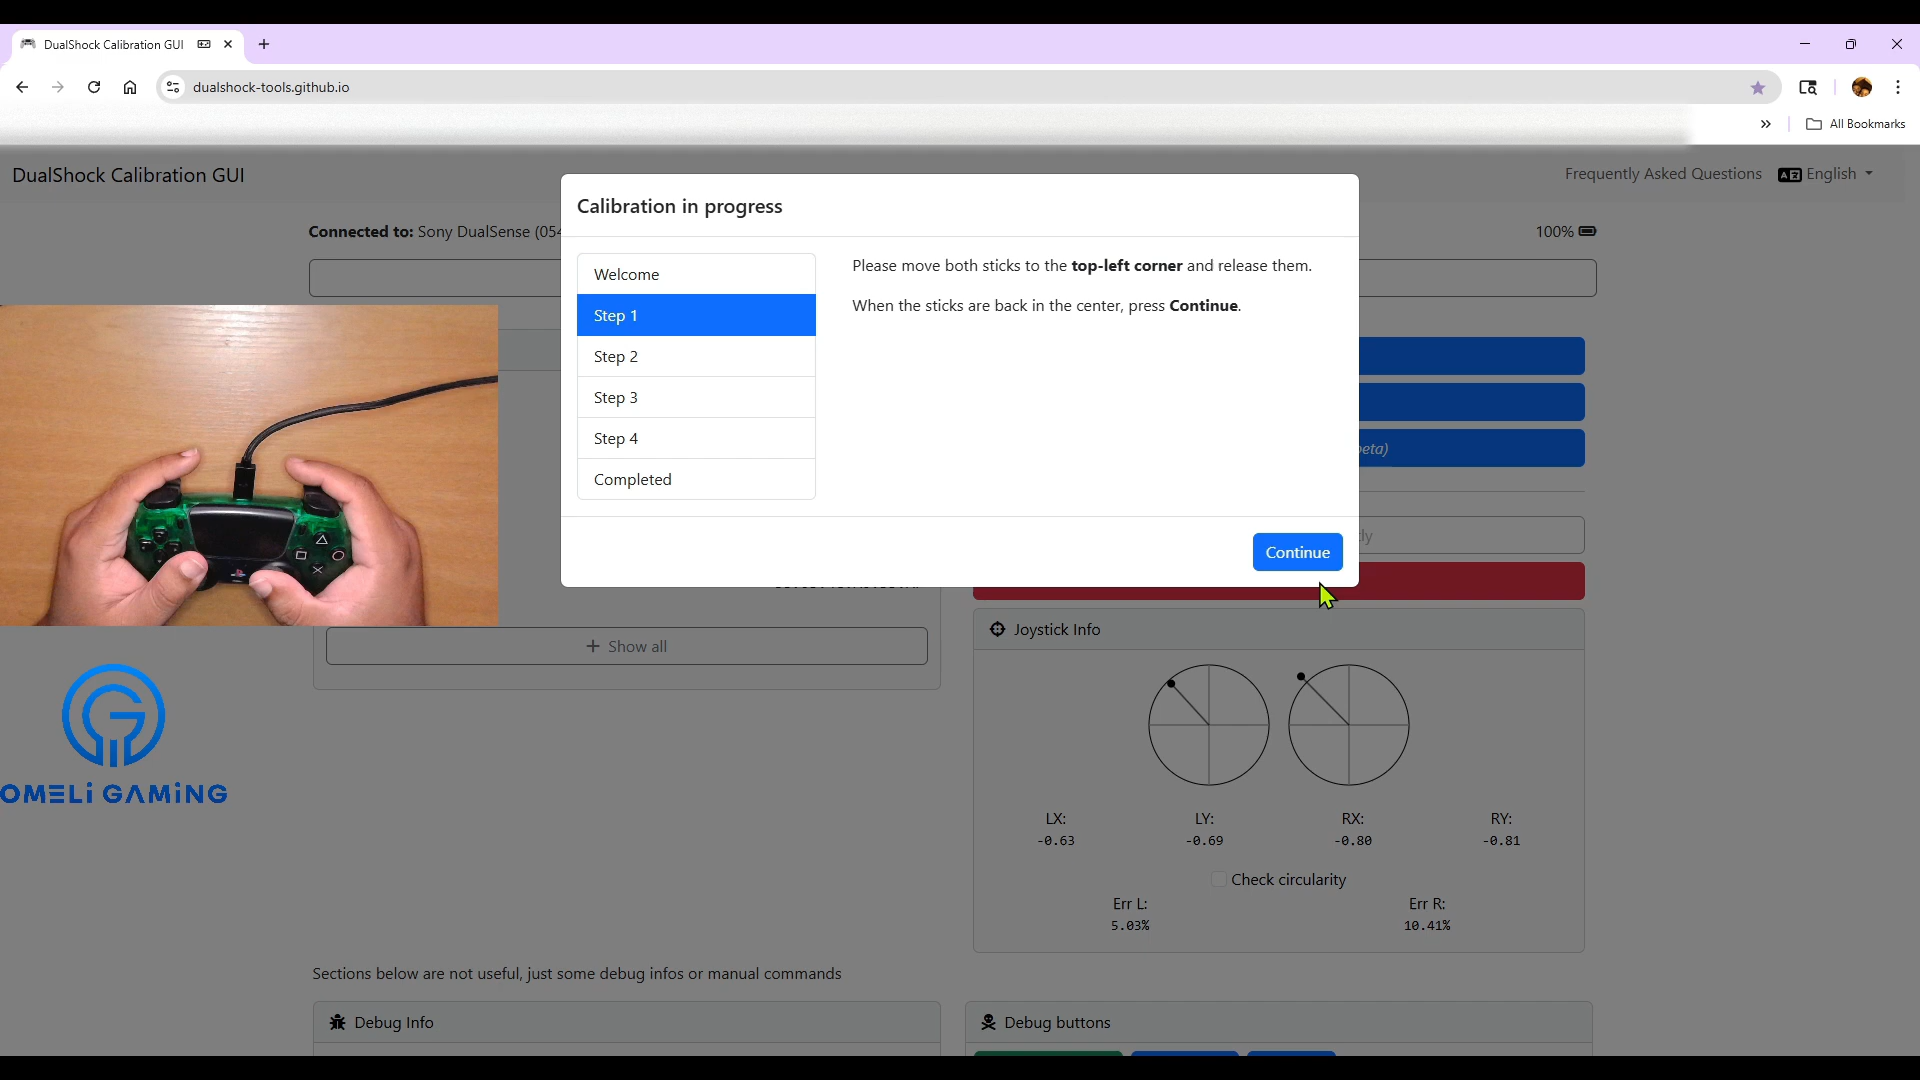 DualShock Calibration GUI
dualshock-tools.github.io
All Bookmarks
DualShock Calibration GUI
Frequently Asked Questions
English
Connected to: Sony DualSense (054
100%
Calibration in progress
Welcome
Step 1
Step 2
Step 3
Step 4
Completed
Please move both sticks to the top-left corner and release them.
When the sticks are back in the center, press Continue.
Continue
Show all
Joystick Info
LX: LY: RX: RY:
-0.63 -0.69 -0.80 -0.81
Check circularity
Err L: Err R:
5.03% 10.41%
OMELi GAMiNG
Sections below are not useful, just some debug infos or manual commands
Debug Info
Debug buttons